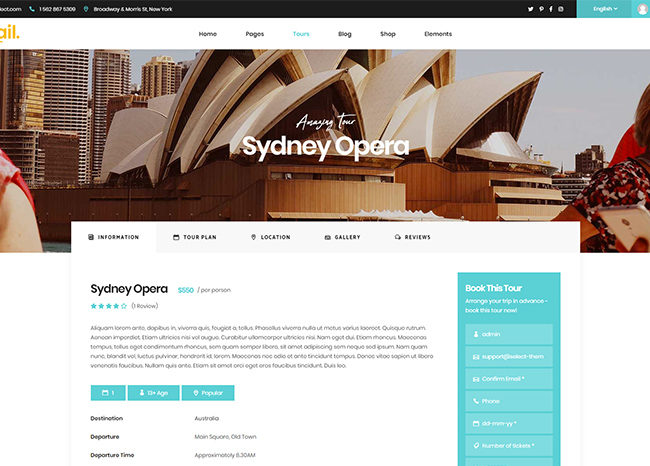 1 562 867 5309
Broadway & Morris St, New York
English
ail.
Home
Pages
Tours
Blog
Shop
Elements
Amazing Tour
Sydney Opera
INFORMATION
TOUR PLAN
LOCATION
GALLERY
REVIEWS
Sydney Opera $550 / per person
(1 Review)
Aliquam lorem ante, dapibus in, viverra quis, feugiat a, tellus. Phasellus viverra nulla ut metus varius laoreet. Quisque rutrum.
Aenean imperdiet. Etiam ultricies nisi vel augue. Curabitur ullamcorper ultricies nisi. Nam eget dui. Etiam rhoncus. Maecenas
tempus, tellus eget condimentum rhoncus, sem quam semper libero, sit amet adipiscing sem neque sed ipsum. Nam quam
nunc, blandit vel, luctus pulvinar, hendrerit id, lorem. Maecenas nec odio et ante tincidunt tempus. Donec vitae sapien ut libero
venenatis faucibus. Nullam quis ante. Etiam sit amet orci eget eros faucibus tincidunt. Duis leo.
1
13+ Age
Popular
Destination
Australia
Departure
Main Square, Old Town
Departure Time
Approximately 8.30AM
Book This Tour
Arrange your trip in advance -
book this tour now!
admin
support@select-them
Confirm Email *
Phone
dd-mm-yy *
Number of tickets *